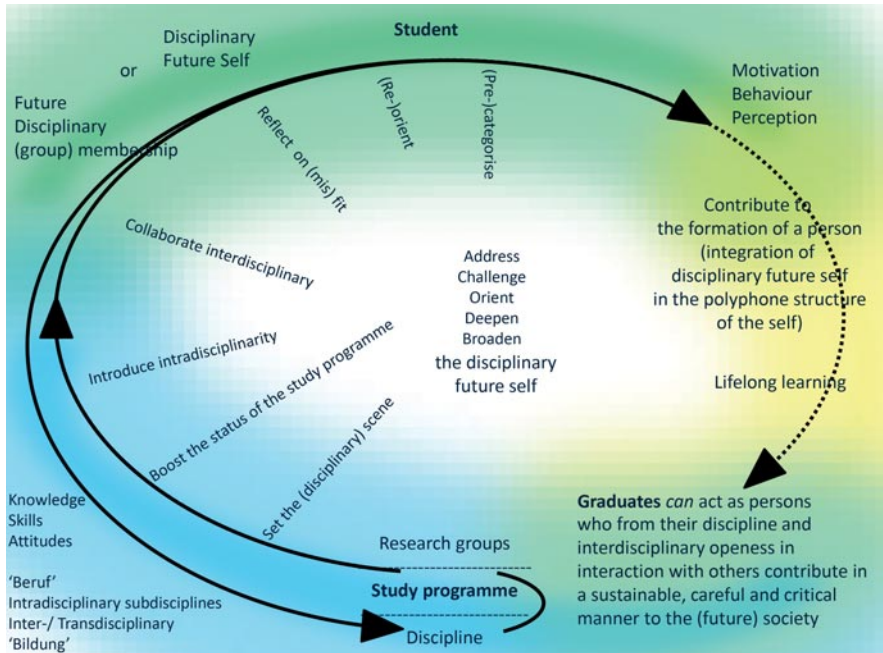 Student
Disciplinary
Future Self
or
Future
Disciplinary
(group) membership
Motivation
Behaviour
Perception
(Pre-)categorise
(Re-)orient
Reflect on (mis) fit
Collaborate interdisciplinary
Introduce intradisciplinarity
Boost the status of the study programme
Set the (disciplinary) scene
Address
Challenge
Orient
Deepen
Broaden
the disciplinary
future self
Contribute to
the formation of a person
(integration of
disciplinary future self
in the polyphone structure
of the self)
Lifelong learning
Knowledge
Skills
Attitudes
'Beruf'
Intradisciplinary subdisciplines
Inter-/ Transdisciplinary
'Bildung'
Research groups
Study programme
Discipline
Graduates can act as persons
who from their discipline and
interdisciplinary openness in
interaction with others contribute in
a sustainable, careful and critical
manner to the (future) society